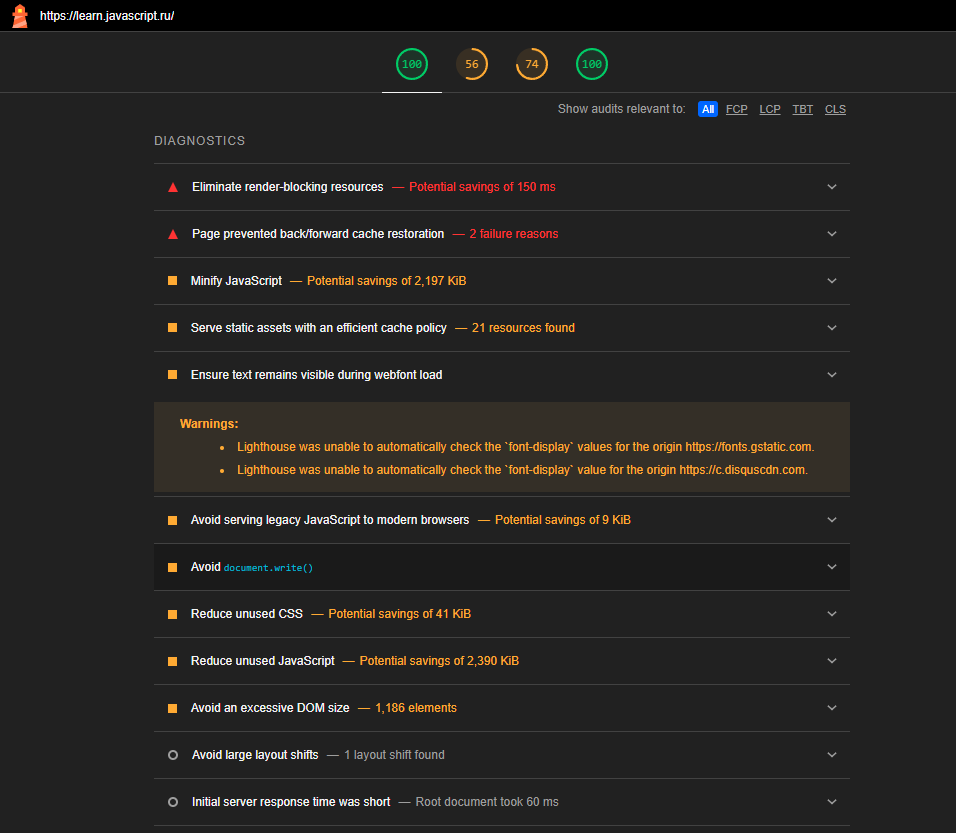 https://learn.javascript.ru/
100 56 74 100
Show audits relevant to: All FCP LCP TBT CLS
DIAGNOSTICS
Eliminate render-blocking resources — Potential savings of 150 ms
Page prevented back/forward cache restoration — 2 failure reasons
Minify JavaScript — Potential savings of 2,197 KiB
Serve static assets with an efficient cache policy — 21 resources found
Ensure text remains visible during webfont load
Warnings:
• Lighthouse was unable to automatically check the `font-display` values for the origin https://fonts.gstatic.com.
• Lighthouse was unable to automatically check the `font-display` value for the origin https://c.disquscdn.com.
Avoid serving legacy JavaScript to modern browsers — Potential savings of 9 KiB
Avoid document.write()
Reduce unused CSS — Potential savings of 41 KiB
Reduce unused JavaScript — Potential savings of 2,390 KiB
Avoid an excessive DOM size — 1,186 elements
Avoid large layout shifts — 1 layout shift found
Initial server response time was short — Root document took 60 ms